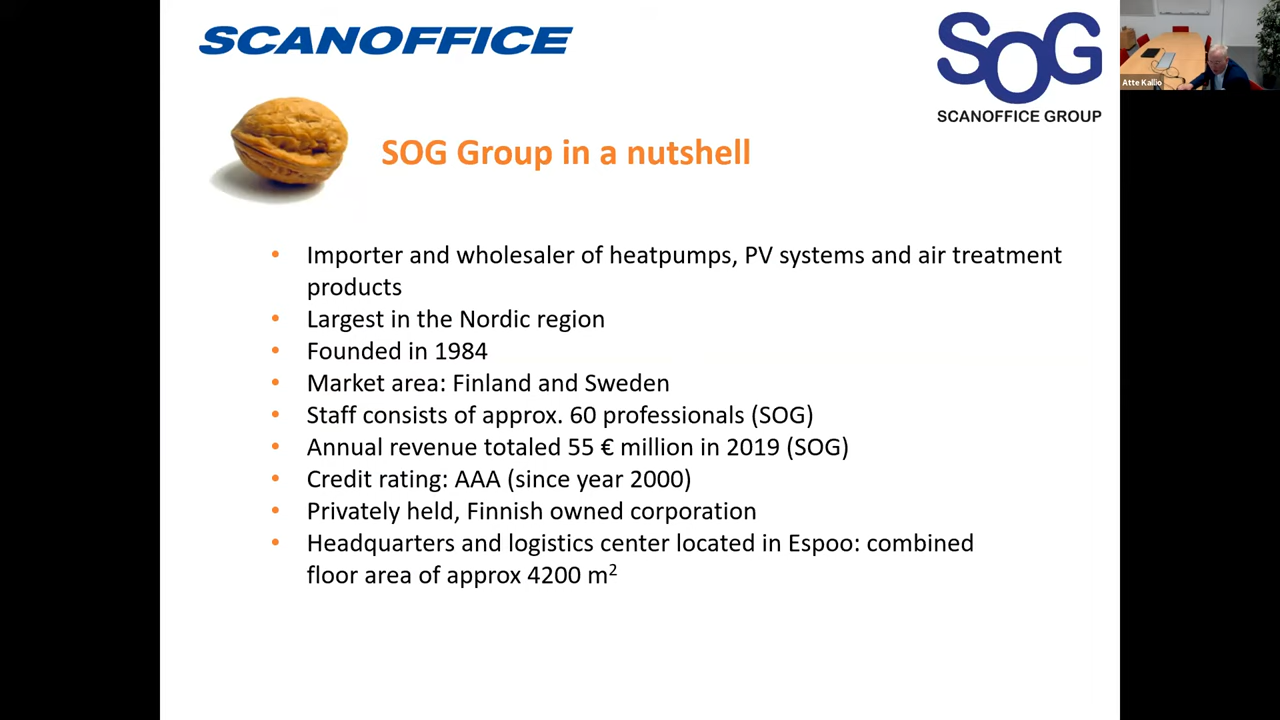 SCANOFFICE
SOG
SCANOFFICE GROUP
Atte Kallio
SOG Group in a nutshell
• Importer and wholesaler of heatpumps, PV systems and air treatment
products
• Largest in the Nordic region
• Founded in 1984
• Market area: Finland and Sweden
• Staff consists of approx. 60 professionals (SOG)
• Annual revenue totaled 55 € million in 2019 (SOG)
• Credit rating: AAA (since year 2000)
• Privately held, Finnish owned corporation
• Headquarters and logistics center located in Espoo: combined
floor area of approx 4200 m²